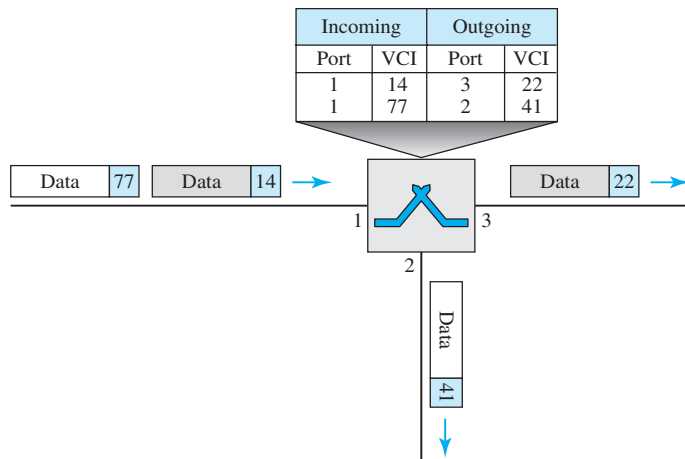 Incoming Outgoing
Port VCI Port VCI
1 14 3 22
1 77 2 41
Data 77 Data 14 Data 22
1 3
2
Data 41